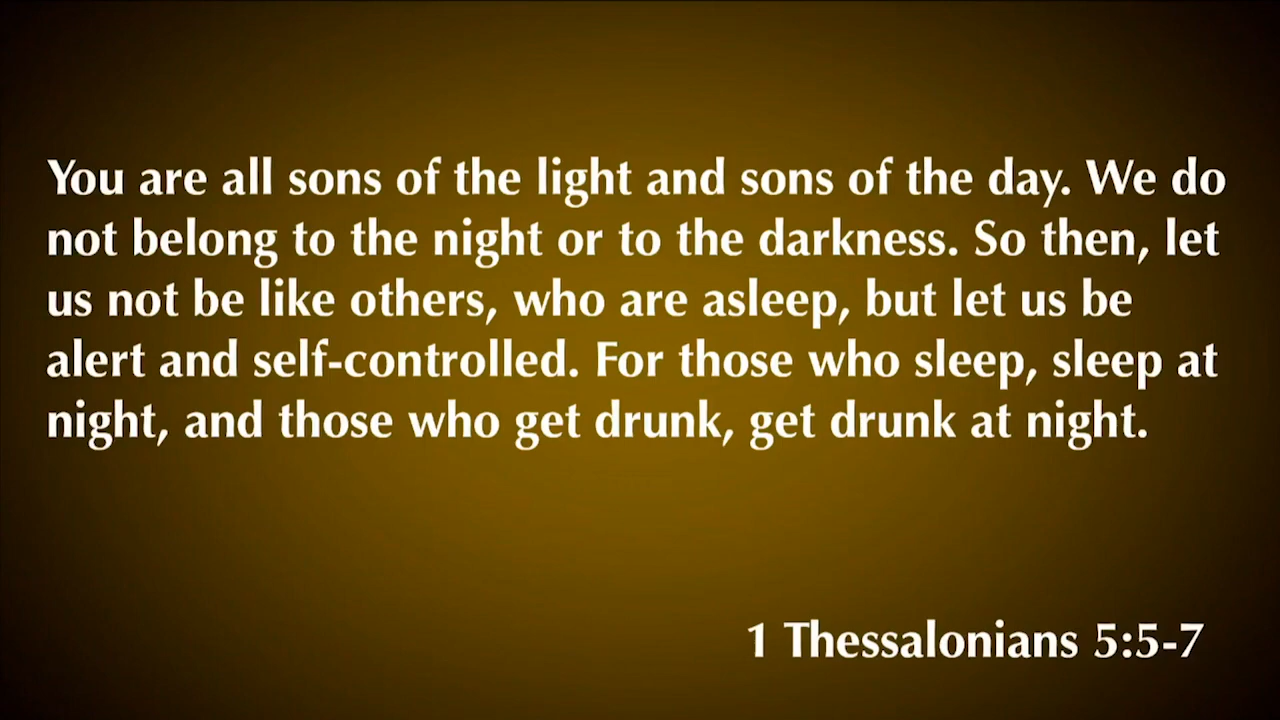 You are all sons of the light and sons of the day. We do
not belong to the night or to the darkness. So then, let
us not be like others, who are asleep, but let us be
alert and self-controlled. For those who sleep, sleep at
night, and those who get drunk, get drunk at night.
1 Thessalonians 5:5-7